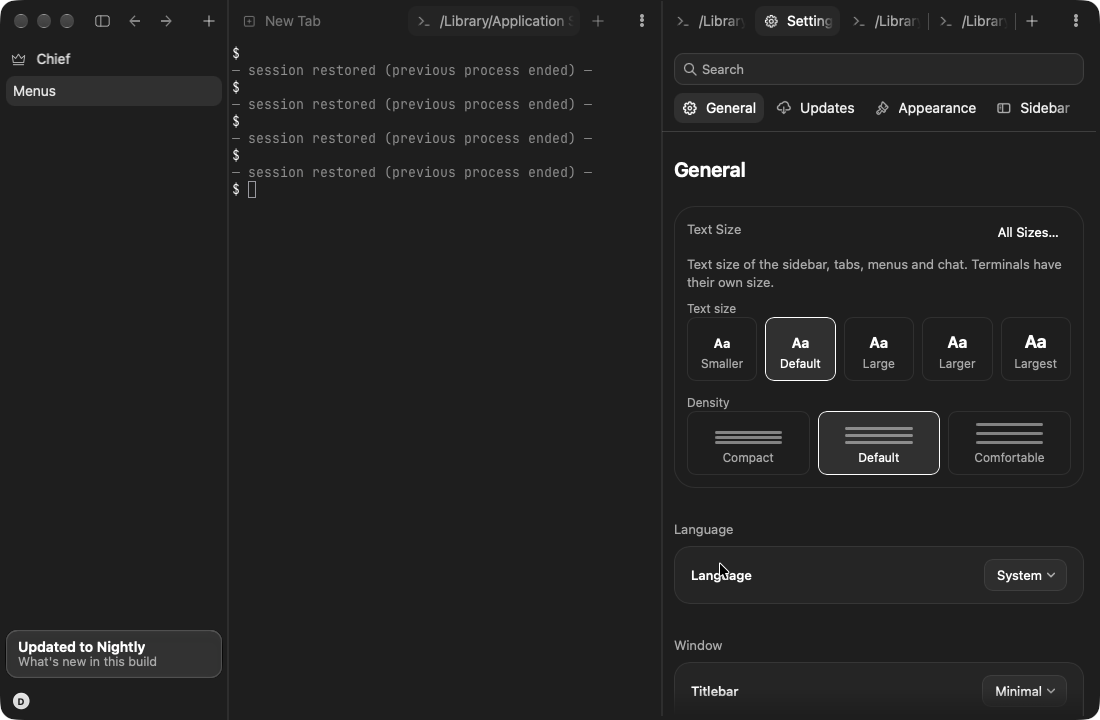 Chief
Menus
Updated to Nightly
What's new in this build
D
New Tab
/Library/Application
$
— session restored (previous process ended) —
$
— session restored (previous process ended) —
$
— session restored (previous process ended) —
$
— session restored (previous process ended) —
$
/Library
Setting
/Library
/Library
Search
General
Updates
Appearance
Sidebar
General
Text Size
All Sizes...
Text size of the sidebar, tabs, menus and chat. Terminals have
their own size.
Text size
Aa Aa Aa Aa Aa
Smaller Default Large Larger Largest
Density
Compact Default Comfortable
Language
Language
System
Window
Titlebar
Minimal